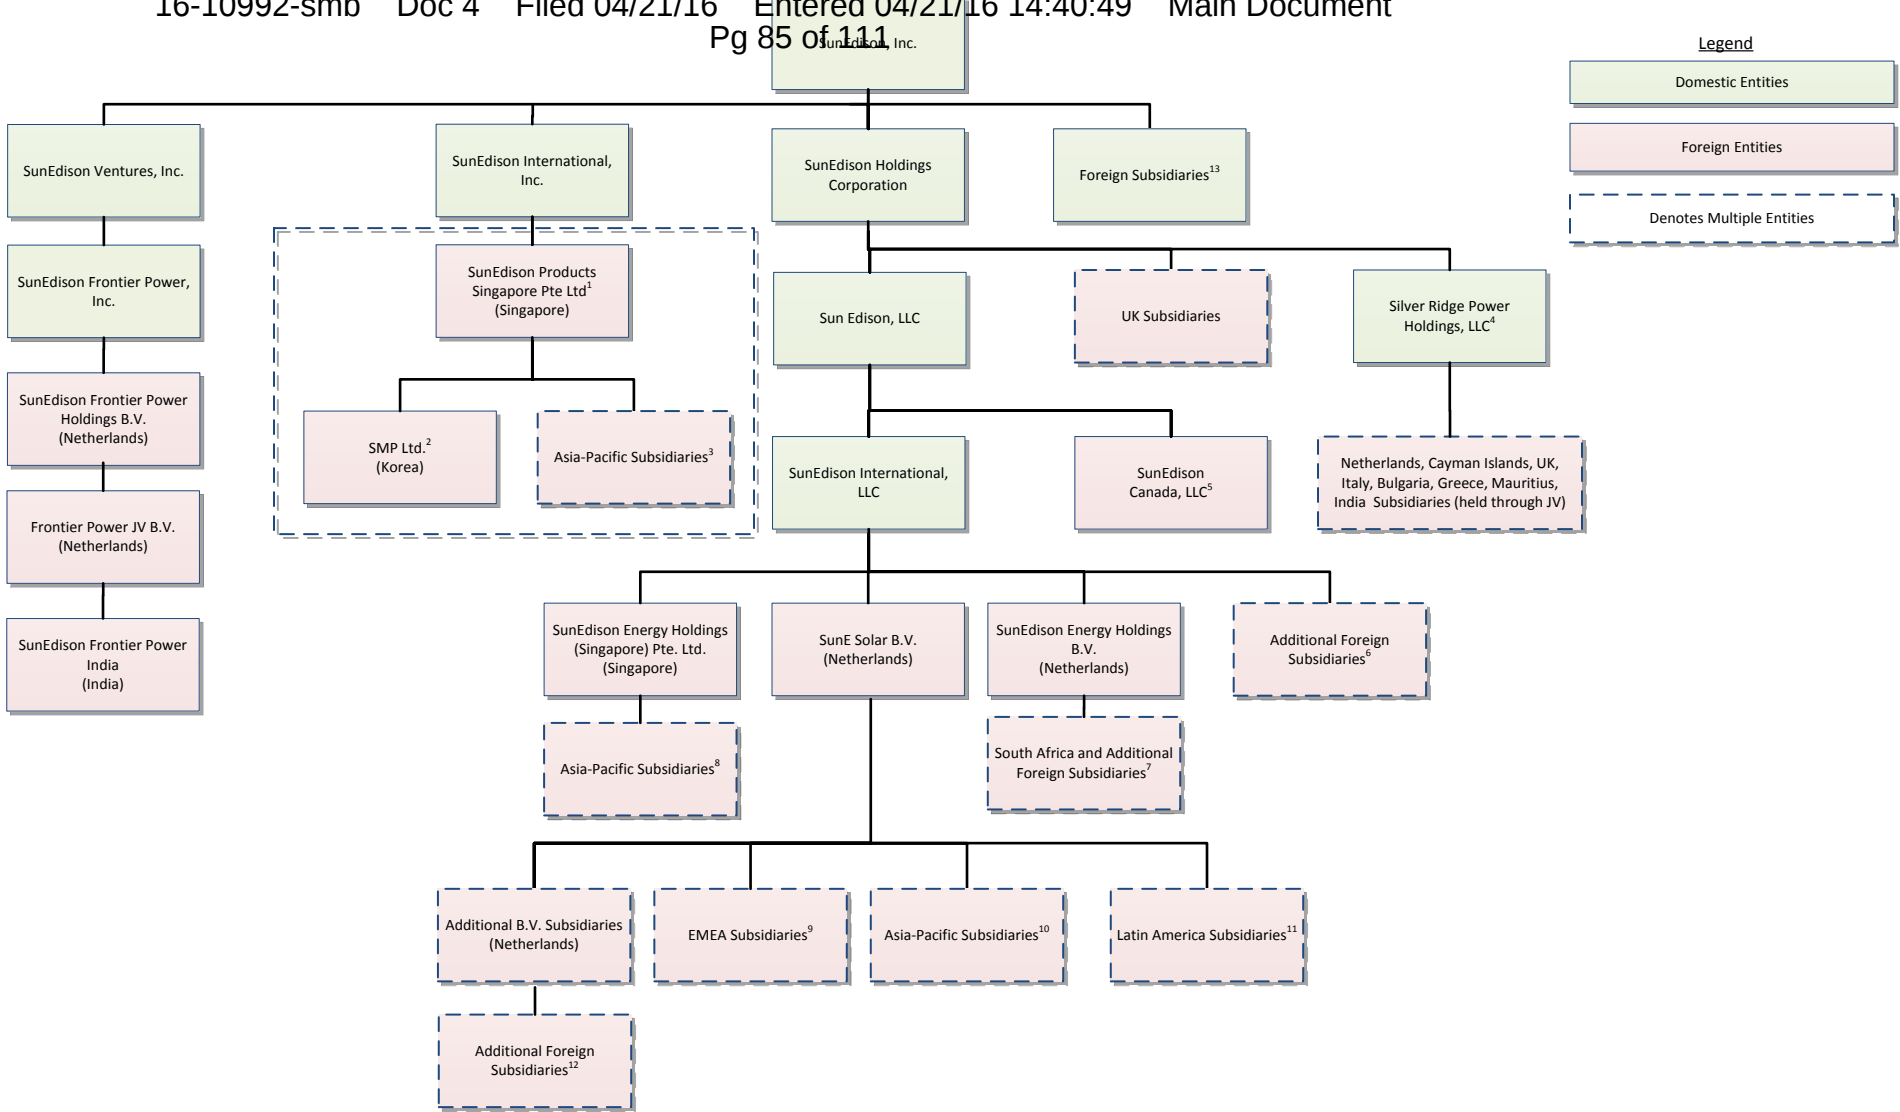 16-10992-smb Doc 4 Filed 04/21/16 Entered 04/21/16 14:40:49 Main Document
Pg 85 of 111
SunEdison, Inc.
Legend
Domestic Entities
Foreign Entities
Denotes Multiple Entities
SunEdison Ventures, Inc.
SunEdison International,
Inc.
SunEdison Holdings
Corporation
Foreign Subsidiaries13
SunEdison Frontier Power,
Inc.
SunEdison Products
Singapore Pte Ltd1
(Singapore)
Sun Edison, LLC
UK Subsidiaries
Silver Ridge Power
Holdings, LLC4
SunEdison Frontier Power
Holdings B.V.
(Netherlands)
SMP Ltd.2
(Korea)
Asia-Pacific Subsidiaries3
SunEdison International,
LLC
SunEdison
Canada, LLC5
Netherlands, Cayman Islands, UK,
Italy, Bulgaria, Greece, Mauritius,
India Subsidiaries (held through JV)
Frontier Power JV B.V.
(Netherlands)
SunEdison Frontier Power
India
(India)
SunEdison Energy Holdings
(Singapore) Pte. Ltd.
(Singapore)
SunE Solar B.V.
(Netherlands)
SunEdison Energy Holdings
B.V.
(Netherlands)
Additional Foreign
Subsidiaries6
Asia-Pacific Subsidiaries8
South Africa and Additional
Foreign Subsidiaries7
Additional B.V. Subsidiaries
(Netherlands)
EMEA Subsidiaries9
Asia-Pacific Subsidiaries10
Latin America Subsidiaries11
Additional Foreign
Subsidiaries12